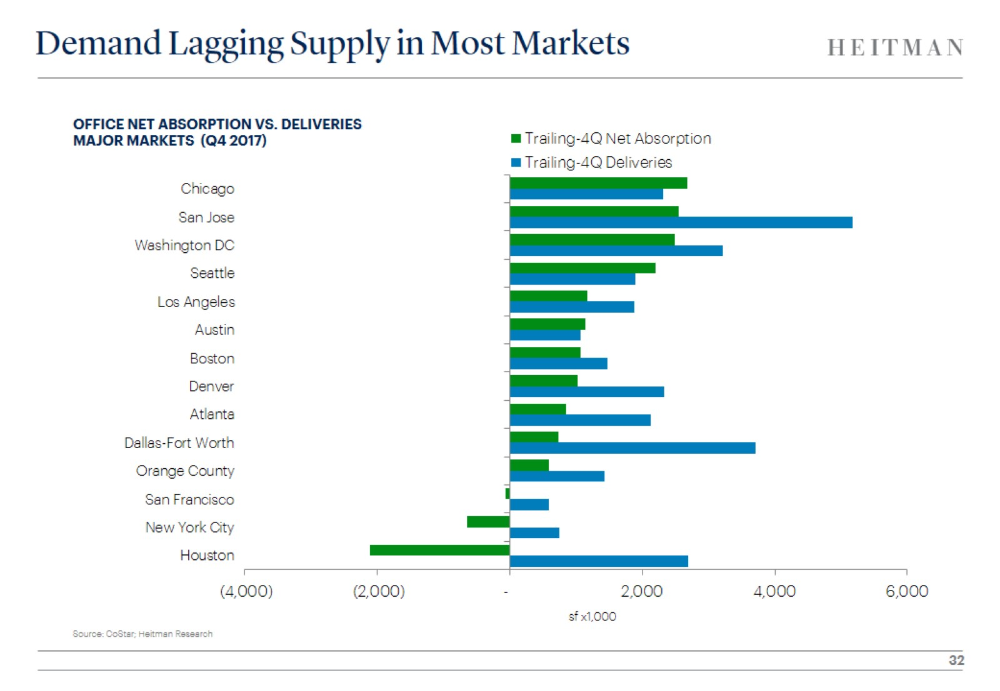 Demand Lagging Supply in Most Markets
HEITMAN
OFFICE NET ABSORPTION VS. DELIVERIES
MAJOR MARKETS (Q4 2017)
Trailing-4Q Net Absorption
Trailing-4Q Deliveries
Chicago
San Jose
Washington DC
Seattle
Los Angeles
Austin
Boston
Denver
Atlanta
Dallas-Fort Worth
Orange County
San Francisco
New York City
Houston
(4,000) (2,000) - 2,000 4,000 6,000
sf x1,000
Source: CoStar; Heitman Research
32